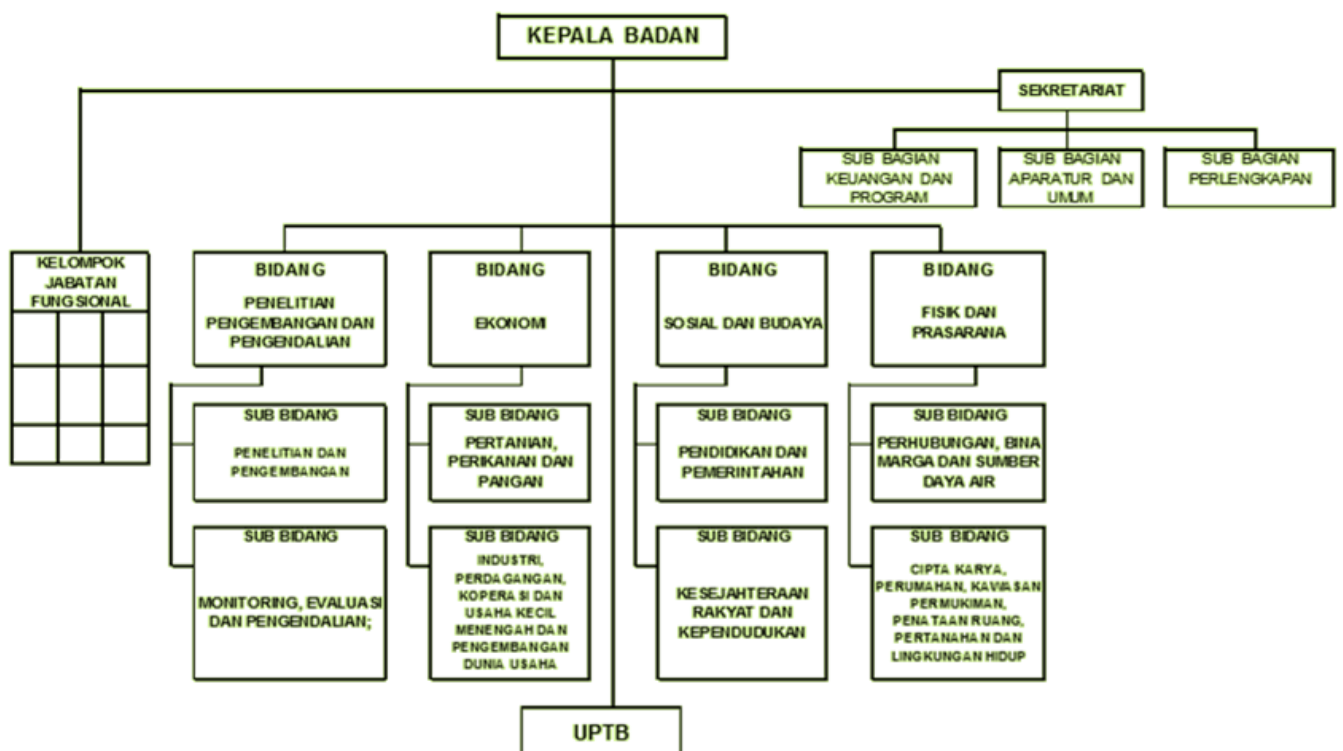 KEPALA BADAN
SEKRETARIAT
SUB BAGIAN
KEUANGAN DAN
PROGRAM
SUB BAGIAN
APARATUR DAN
UMUM
SUB BAGIAN
PERLENGKAPAN
KELOMPOK
JABATAN
FUNGSIONAL
BIDANG
PENELITIAN
PENGEMBANGAN DAN
PENGENDALIAN
BIDANG
EKONOMI
BIDANG
SOSIAL DAN BUDAYA
BIDANG
FISIK DAN
PRASARANA
SUB BIDANG
PENELITIAN DAN
PENGEMBANGAN
SUB BIDANG
PERTANIAN,
PERIKANAN DAN
PANGAN
SUB BIDANG
PENDIDIKAN DAN
PEMERINTAHAN
SUB BIDANG
PERHUBUNGAN, BINA
MARGA DAN SUMBER
DAYA AIR
SUB BIDANG
MONITORING, EVALUASI
DAN PENGENDALIAN;
SUB BIDANG
INDUSTRI,
PERDAGANGAN,
KOPERASI DAN
USAHA KECIL
MENENGAH DAN
PENGEMBANGAN
DUNIA USAHA
SUB BIDANG
KESEJAHTERAAN
RAKYAT DAN
KEPENDUDUKAN
SUB BIDANG
CIPTA KARYA,
PERUMAHAN, KAWASAN
PERMUKIMAN,
PENATAAN RUANG,
PERTANAHAN DAN
LINGKUNGAN HIDUP
UPTB